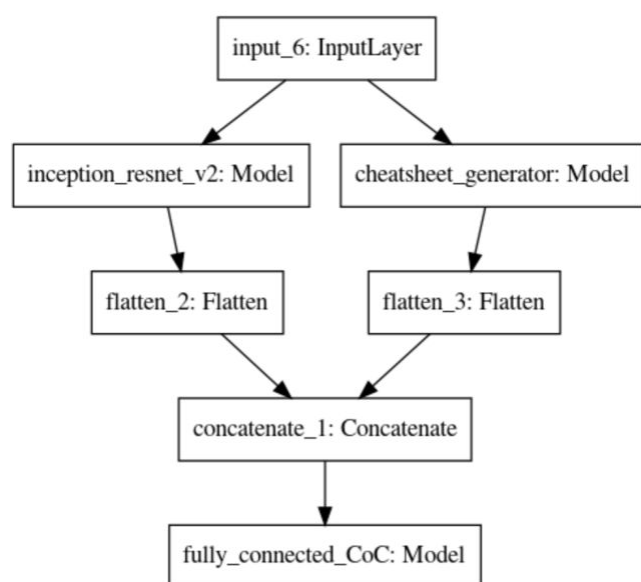 input_6: InputLayer
inception_resnet_v2: Model
cheatsheet_generator: Model
flatten_2: Flatten
flatten_3: Flatten
concatenate_1: Concatenate
fully_connected_CoC: Model